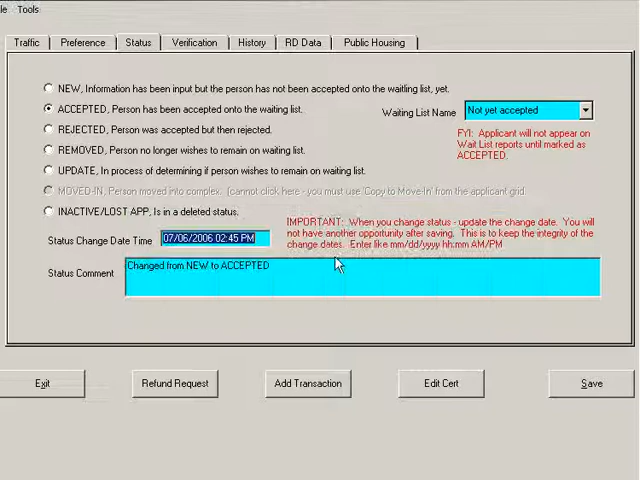 le Tools
Traffic Preference Status Verification History RD Data Public Housing
NEW, Information has been input but the person has not been accepted onto the waitling list, yet.
ACCEPTED, Person has been accepted onto the waiting list.
Waiting List Name Not yet accepted
REJECTED, Person was accepted but then rejected.
FYI: Applicant will not appear on
Wait List reports until marked as
ACCEPTED.
REMOVED, Person no longer wishes to remain on waiting list.
UPDATE, In process of determining if person wishes to remain on waiting list.
MOVED-IN, Person moved into complex. (cannot click here - you must use 'Copy to Move-In' from the applicant grid.
INACTIVE/LOST APP, Is in a deleted status.
IMPORTANT: When you change status - update the change date. You will
not have another opportunity after saving. This is to keep the integrity of the
change dates. Enter like mm/dd/yyyy hh:mm AM/PM
Status Change Date Time 07/06/2006 02:45 PM
Status Comment Changed from NEW to ACCEPTED
Exit Refund Request Add Transaction Edit Cert Save